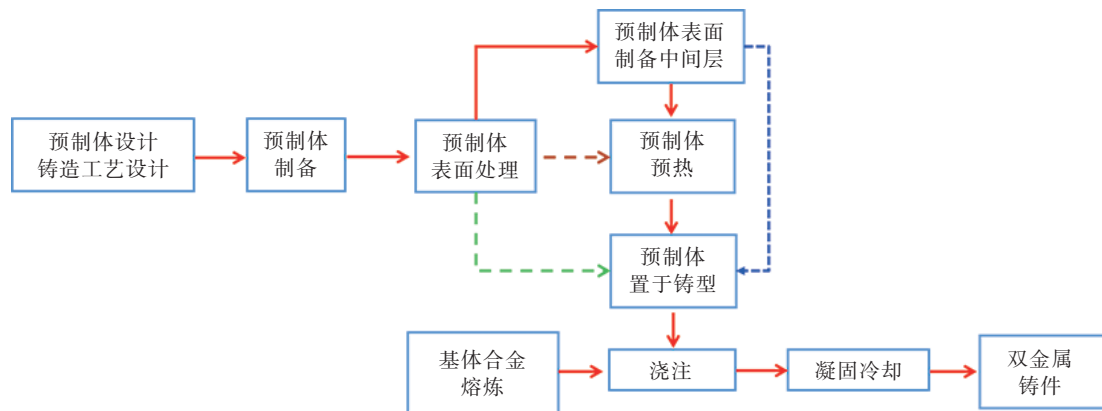 预制体表面
制备中间层
预制体设计
铸造工艺设计
预制体
制备
预制体
表面处理
预制体
预热
预制体
置于铸型
基体合金
熔炼
浇注
凝固冷却
双金属
铸件